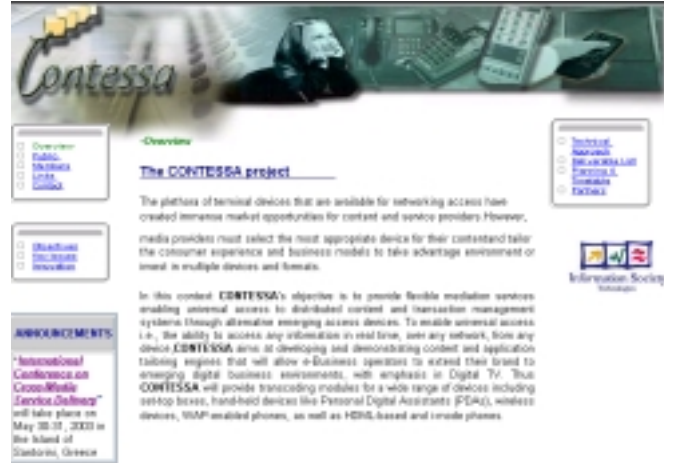 Contessa
Overview
Public
Members
Links
Contact
Objectives
Key Issues
Innovation
ANNOUNCEMENTS
"International
Conference on
Cross-Media
Service Delivery"
will take place on
May 30-31, 2003 in
the Island of
Santorini, Greece
-Overview
The CONTESSA project
The plethora of terminal devices that are available for networking access have
created immense market opportunities for content and service providers. However,
media providers must select the most appropriate device for their contentand tailor
the consumer experience and business models to take advantage environment or
invest in multiple devices and formats.
In this context CONTESSA's objective is to provide flexible mediation services
enabling universal access to distributed content and transaction management
systems through alternative emerging access devices. To enable universal access
i.e., the ability to access any information in real time, over any network, from any
device,CONTESSA aims at developing and demonstrating content and application
tailoring engines that will allow e-Business operators to extend their brand to
emerging digital business environments, with emphasis in Digital TV. Thus
CONTESSA will provide transcoding modules for a wide range of devices including
set-top boxes, hand-held devices like Personal Digital Assistants (PDAs), wireless
devices, WAP enabled phones, as well as HDML-based and i-mode phones.
Technical
Approach
Deliverable List
Planning &
Timetable
Partners
Information Society
Technologies